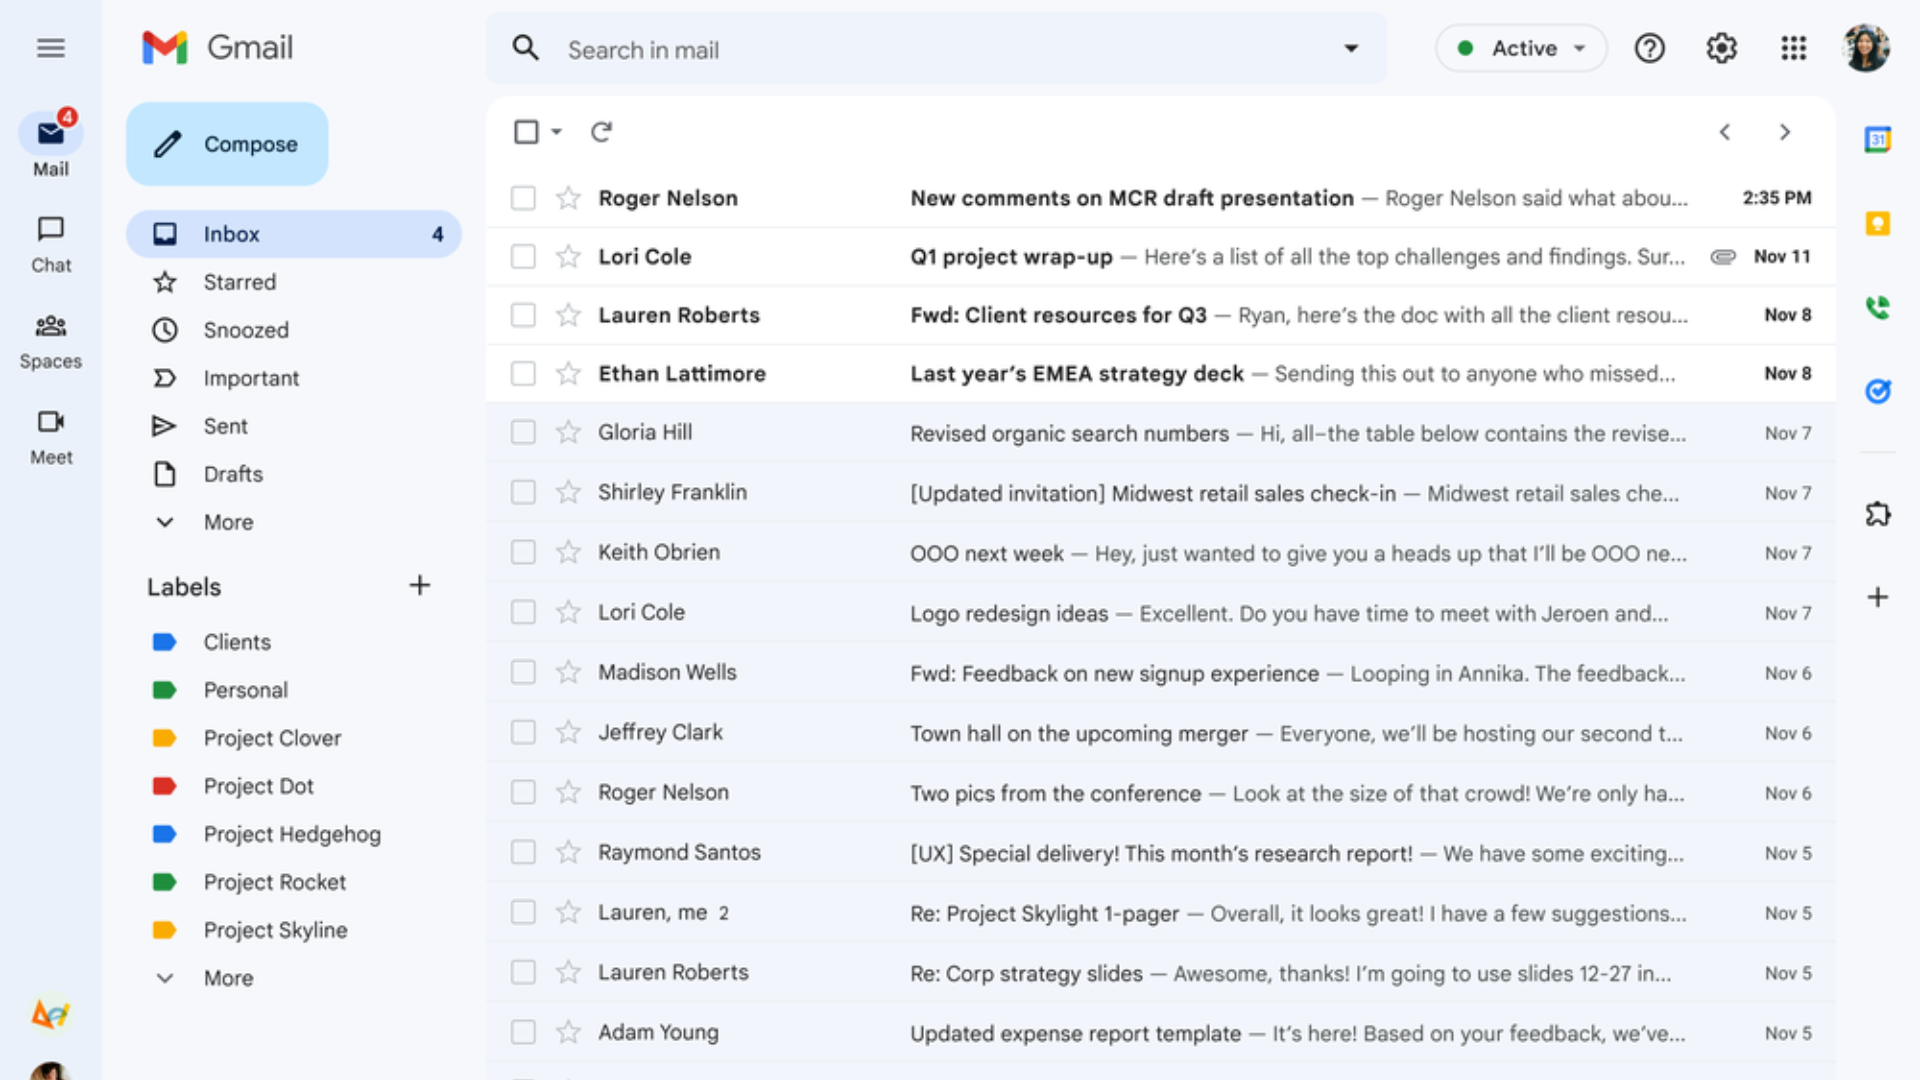 Gmail
Search in mail
Active
4
Mail
Chat
Spaces
Meet
Compose
Inbox 4
Starred
Snoozed
Important
Sent
Drafts
More
Labels
Clients
Personal
Project Clover
Project Dot
Project Hedgehog
Project Rocket
Project Skyline
More
Roger Nelson New comments on MCR draft presentation — Roger Nelson said what abou... 2:35 PM
Lori Cole Q1 project wrap-up — Here’s a list of all the top challenges and findings. Sur... Nov 11
Lauren Roberts Fwd: Client resources for Q3 — Ryan, here’s the doc with all the client resou... Nov 8
Ethan Lattimore Last year’s EMEA strategy deck — Sending this out to anyone who missed... Nov 8
Gloria Hill Revised organic search numbers — Hi, all–the table below contains the revise... Nov 7
Shirley Franklin [Updated invitation] Midwest retail sales check-in — Midwest retail sales che... Nov 7
Keith Obrien OOO next week — Hey, just wanted to give you a heads up that I’ll be OOO ne... Nov 7
Lori Cole Logo redesign ideas — Excellent. Do you have time to meet with Jeroen and... Nov 7
Madison Wells Fwd: Feedback on new signup experience — Looping in Annika. The feedback... Nov 6
Jeffrey Clark Town hall on the upcoming merger — Everyone, we’ll be hosting our second t... Nov 6
Roger Nelson Two pics from the conference — Look at the size of that crowd! We’re only ha... Nov 6
Raymond Santos [UX] Special delivery! This month’s research report! — We have some exciting... Nov 5
Lauren, me 2 Re: Project Skylight 1-pager — Overall, it looks great! I have a few suggestions... Nov 5
Lauren Roberts Re: Corp strategy slides — Awesome, thanks! I’m going to use slides 12-27 in... Nov 5
Adam Young Updated expense report template — It’s here! Based on your feedback, we’ve... Nov 5
31